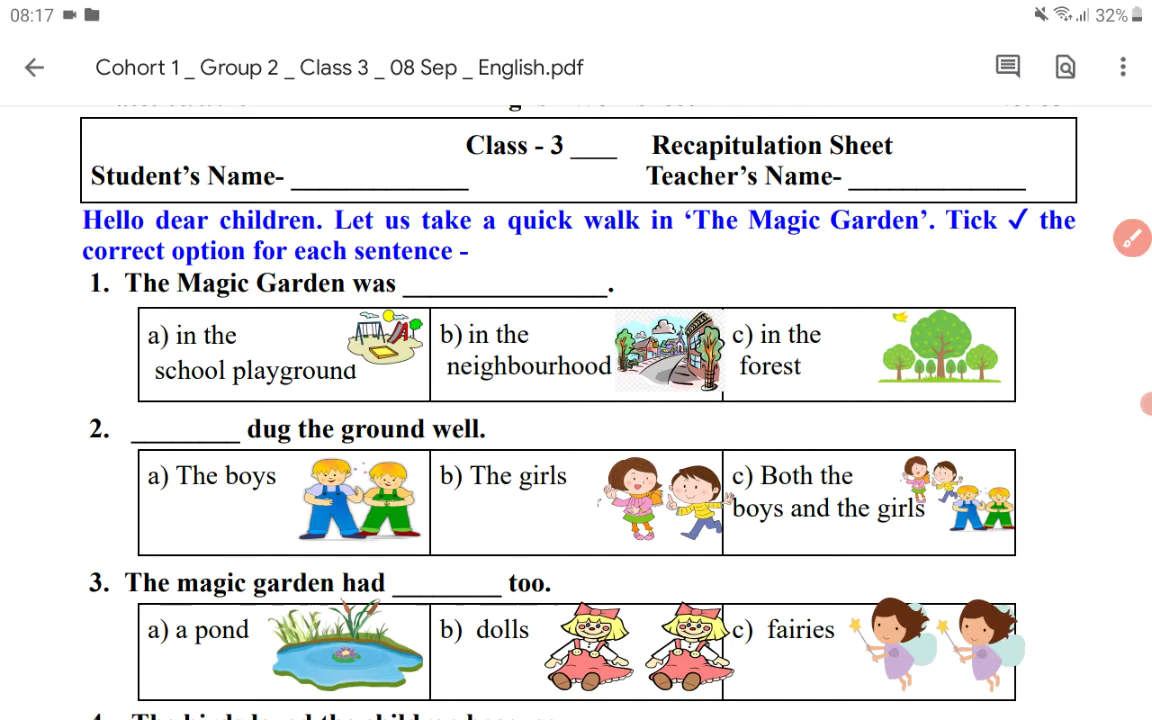 08:17 32%
Cohort 1 _ Group 2 _ Class 3 _ 08 Sep _ English.pdf
Class - 3 ____ Recapitulation Sheet
Student’s Name- _____________ Teacher’s Name- _____________
Hello dear children. Let us take a quick walk in ‘The Magic Garden’. Tick ✓ the
correct option for each sentence -
1. The Magic Garden was _______________.
a) in the b) in the c) in the
school playground neighbourhood forest
2. ________ dug the ground well.
a) The boys b) The girls c) Both the
boys and the girls
3. The magic garden had ________ too.
a) a pond b) dolls c) fairies